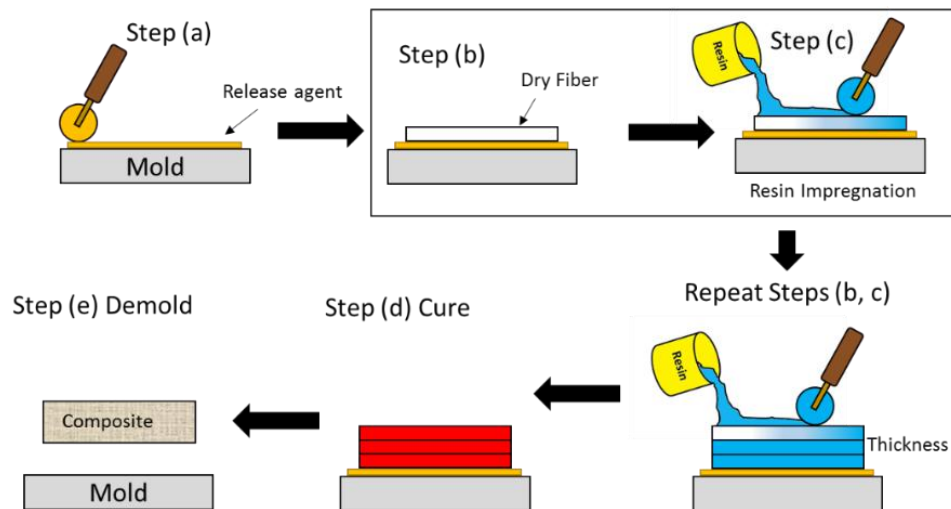 Step (a)
Release agent
Mold
Step (b)
Dry Fiber
Resin
Step (c)
Resin Impregnation
Repeat Steps (b, c)
Resin
Thickness
Step (d) Cure
Step (e) Demold
Composite
Mold